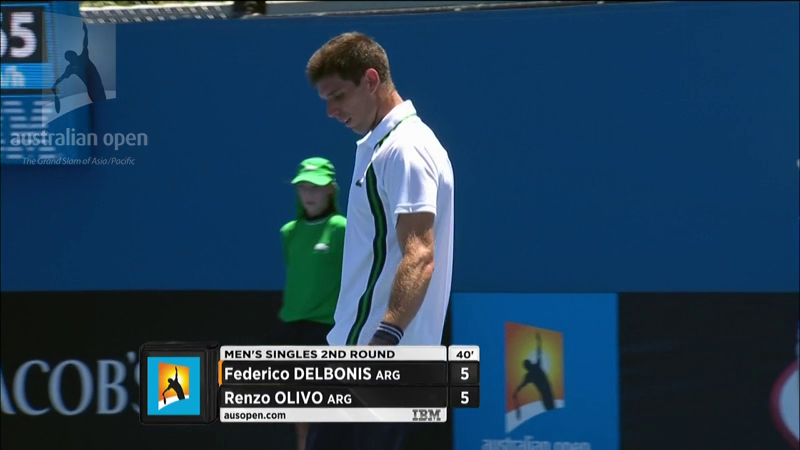 55
australian open
The Grand Slam of Asia/Pacific
JACOB'S
MEN'S SINGLES 2ND ROUND 40'
Federico DELBONIS ARG 5
Renzo OLIVO ARG 5
ausopen.com IBM
australian open